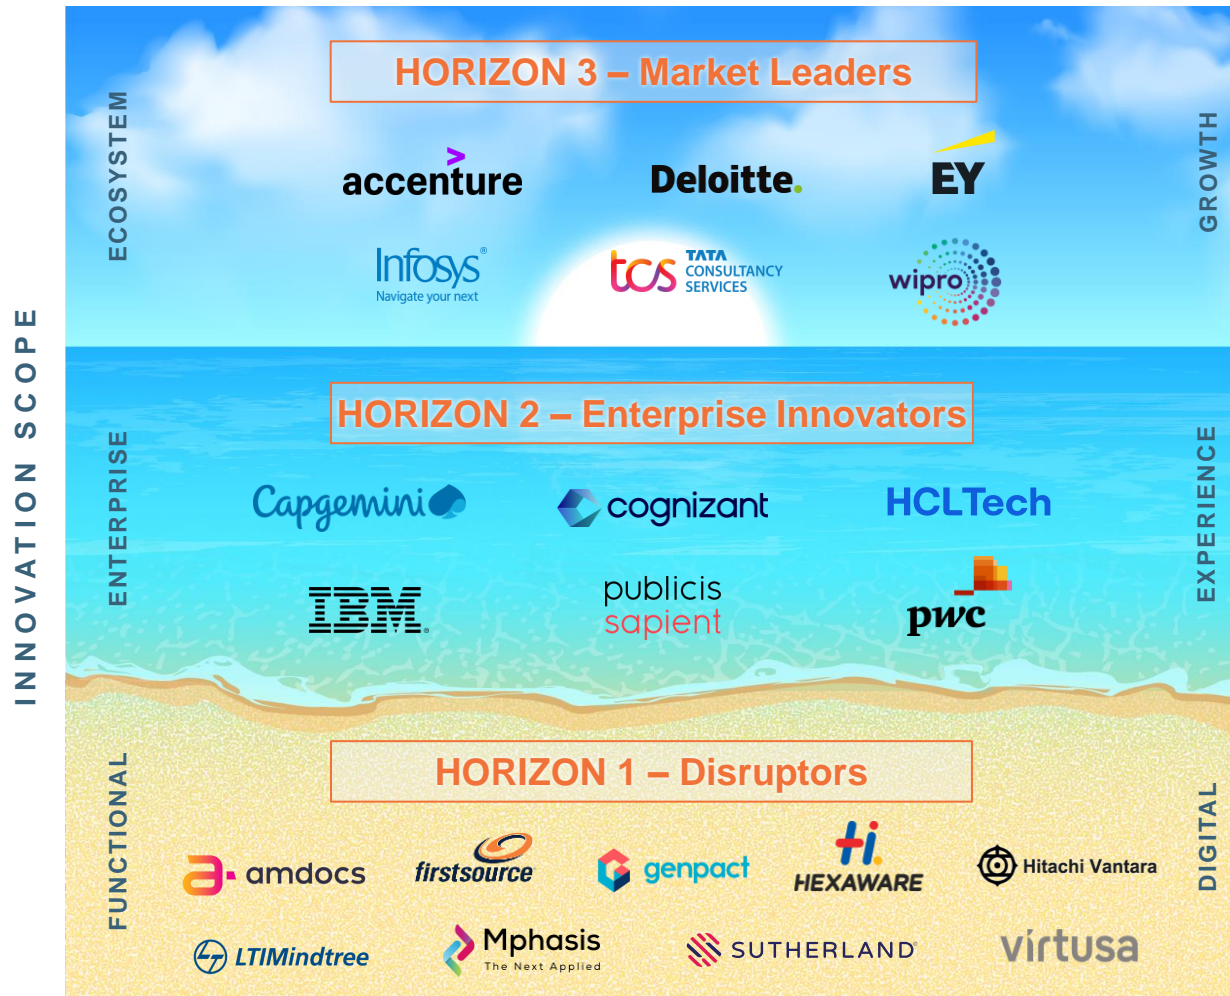 INNOVATION SCOPE
ECOSYSTEM
HORIZON 3 – Market Leaders
GROWTH
accenture
Deloitte.
EY
Infosys®
Navigate your next
tcs TATA
CONSULTANCY
SERVICES
wipro
ENTERPRISE
HORIZON 2 – Enterprise Innovators
EXPERIENCE
Capgemini
cognizant
HCLTech
IBM®
publicis
sapient
pwc
FUNCTIONAL
HORIZON 1 – Disruptors
DIGITAL
a: amdocs
firstsource
genpact
Hi.
HEXAWARE
Hitachi Vantara
LTIMindtree
Mphasis
The Next Applied
SUTHERLAND®
virtusa